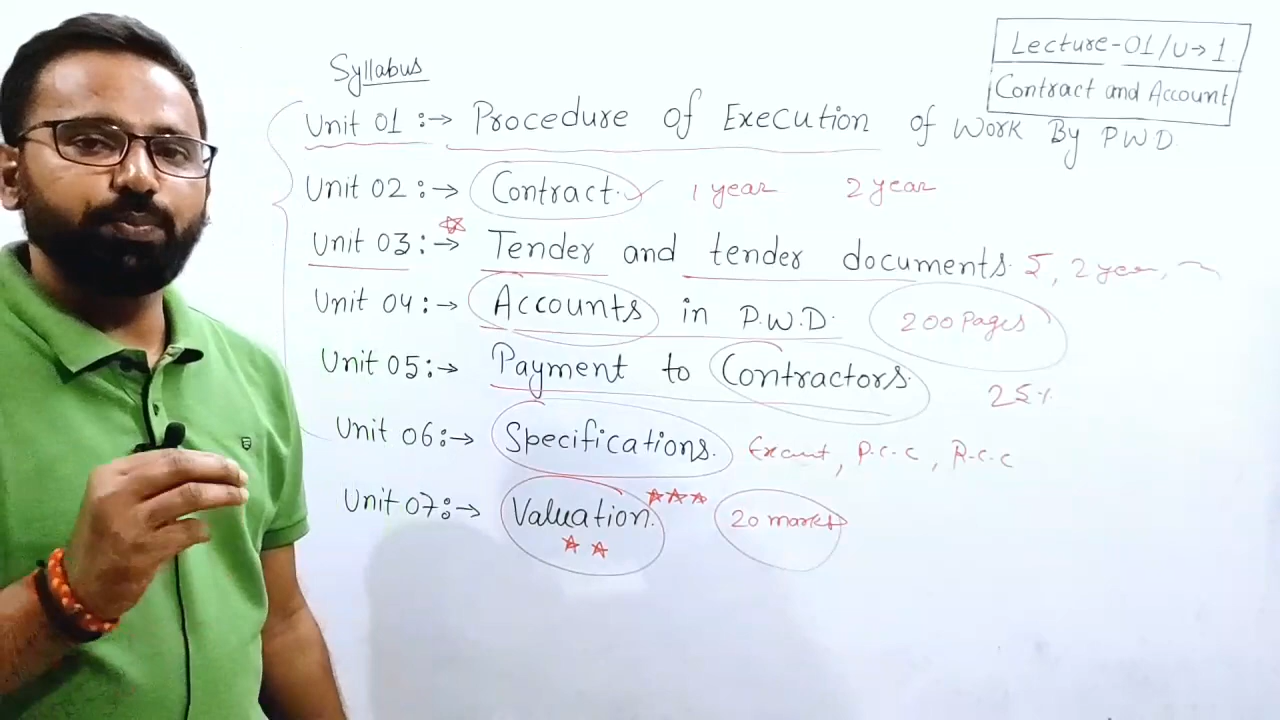 Lecture-01/U→1
Contract and Account
Syllabus
Unit 01 :→ Procedure of Execution of Work By PWD
Unit 02 :→ Contract. 1 year 2 year
Unit 03 :→ Tender and tender documents. 5, 2 year,
Unit 04 :→ Accounts in P.W.D. 200 Pages
Unit 05 :→ Payment to Contractors.
25%
Unit 06 :→ Specifications. P.C.C, R.C.C
Unit 07 :→ Valuation. 20 marks